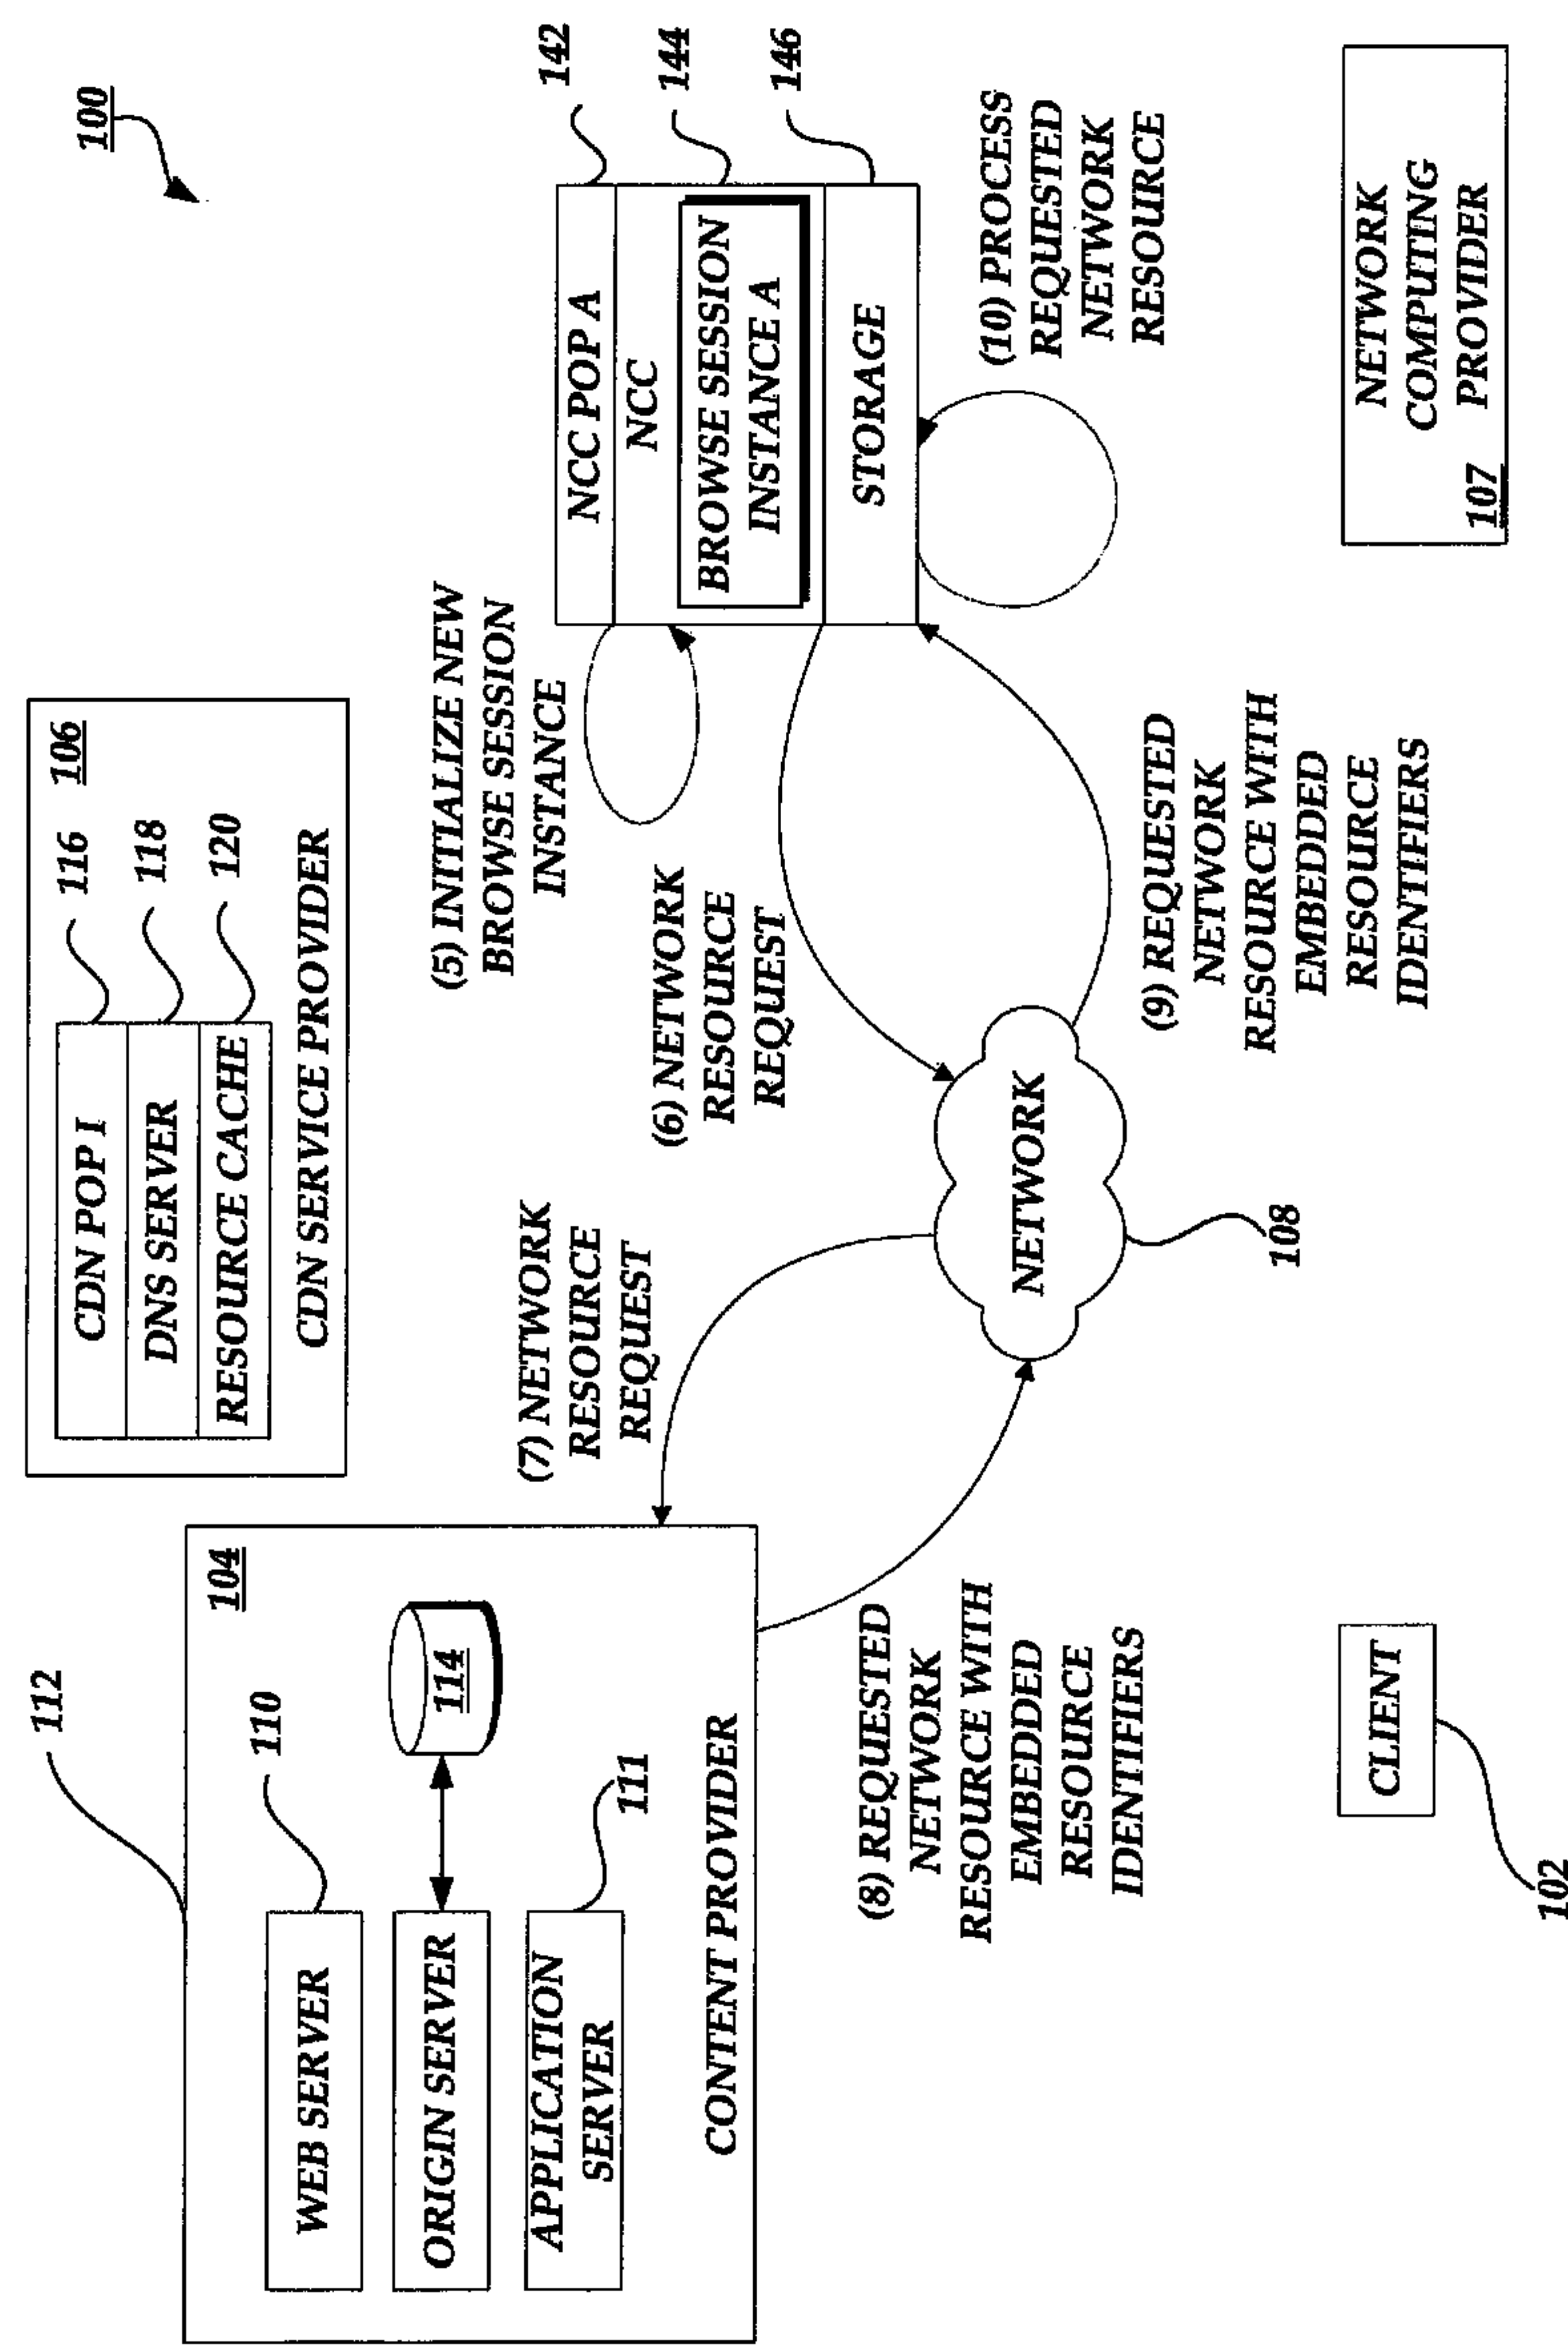 100
112
104
110
WEB SERVER
ORIGIN SERVER
114
APPLICATION
SERVER
111
CONTENT PROVIDER
106
CDN POP I
116
DNS SERVER
118
RESOURCE CACHE
120
CDN SERVICE PROVIDER
(5) INITIALIZE NEW
BROWSE SESSION
INSTANCE
NCC POP A
142
NCC
144
BROWSE SESSION
INSTANCE A
STORAGE
146
(6) NETWORK
RESOURCE
REQUEST
(7) NETWORK
RESOURCE
REQUEST
(8) REQUESTED
NETWORK
RESOURCE WITH
EMBEDDED
RESOURCE
IDENTIFIERS
NETWORK
108
(9) REQUESTED
NETWORK
RESOURCE WITH
EMBEDDED
RESOURCE
IDENTIFIERS
(10) PROCESS
REQUESTED
NETWORK
RESOURCE
CLIENT
102
NETWORK
COMPUTING
PROVIDER
107